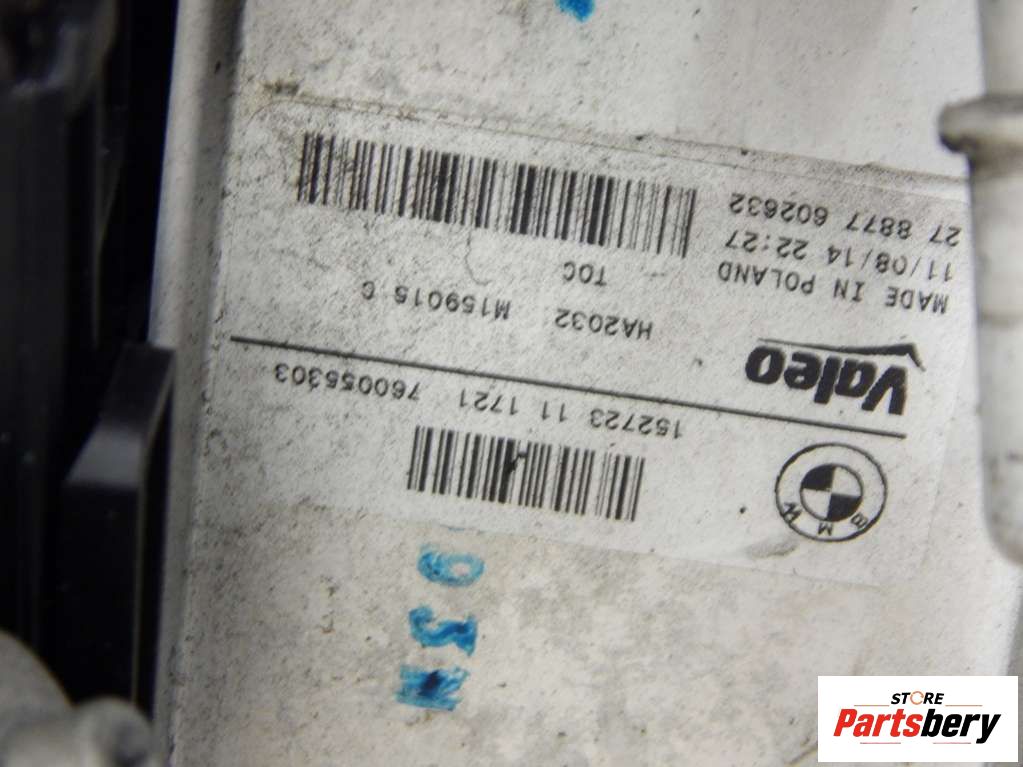 BMW
152723 11 1721 760055303
Valeo
HA2032 M159015 C
MADE IN POLAND TOC
11/08/14 22:27
27 8877 602632
STORE
Partsbery